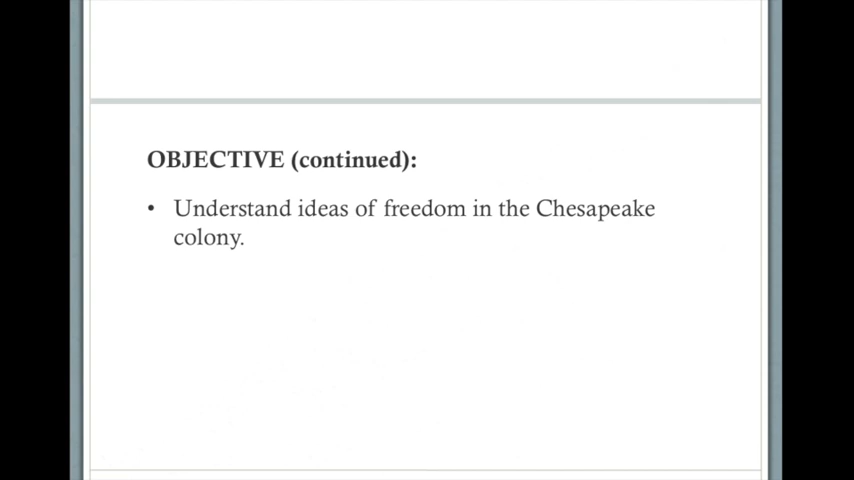 OBJECTIVE (continued):
• Understand ideas of freedom in the Chesapeake
colony.